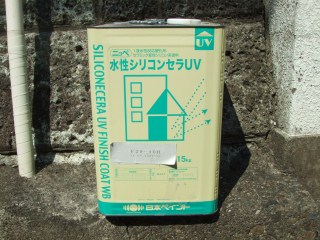 ニッペ
水性シリコンセラUV
UV
SILICONECERA UV FINISH COAT WB
15kg
日本ペイント